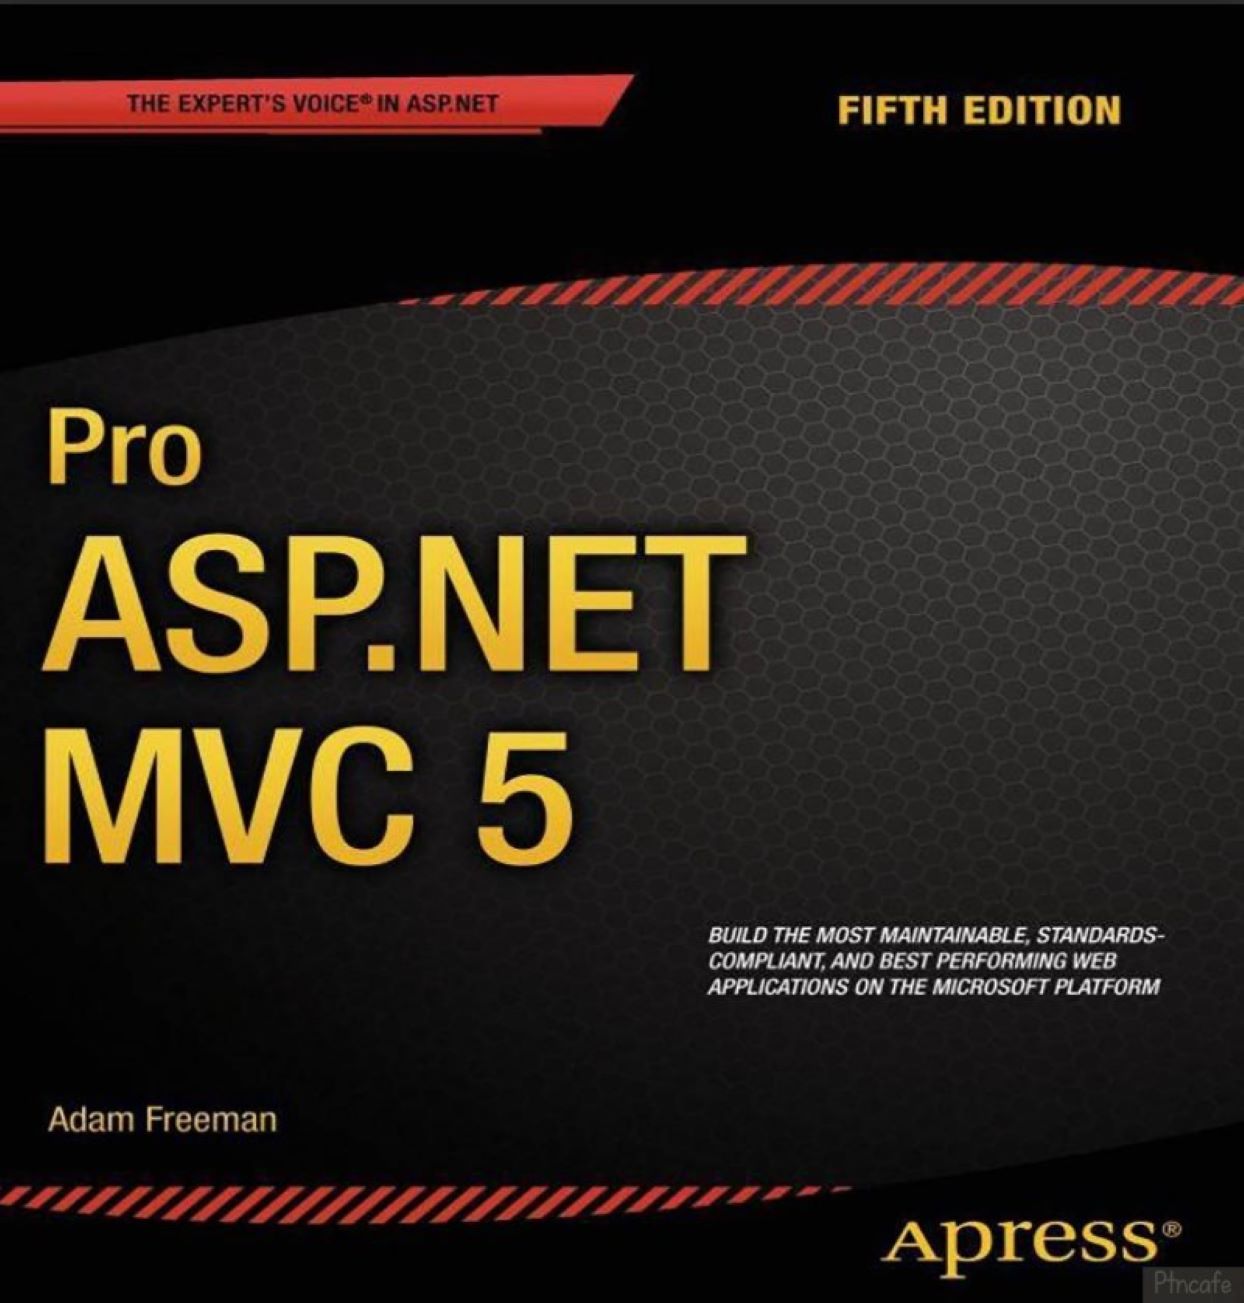 THE EXPERT'S VOICE® IN ASP.NET
FIFTH EDITION
Pro
ASP.NET
MVC 5
BUILD THE MOST MAINTAINABLE, STANDARDS-
COMPLIANT, AND BEST PERFORMING WEB
APPLICATIONS ON THE MICROSOFT PLATFORM
Adam Freeman
Apress®
Ptncafe